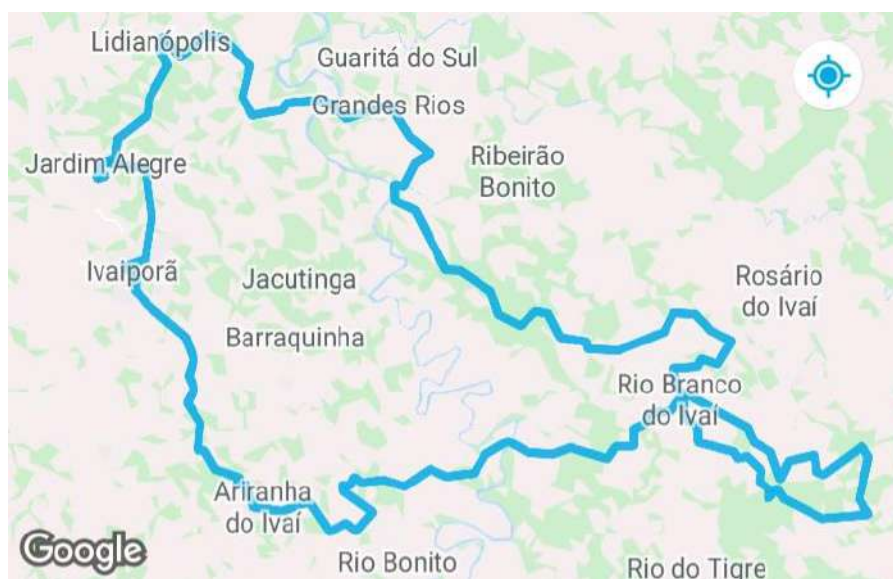 Lidianópolis
Guaritá do Sul
Grandes Rios
Jardim Alegre
Ribeirão
Bonito
Ivaiporã
Jacutinga
Rosário
do Ivaí
Barraquinha
Rio Branco
do Ivaí
Ariranha
do Ivaí
Google
Rio Bonito
Rio do Tigre